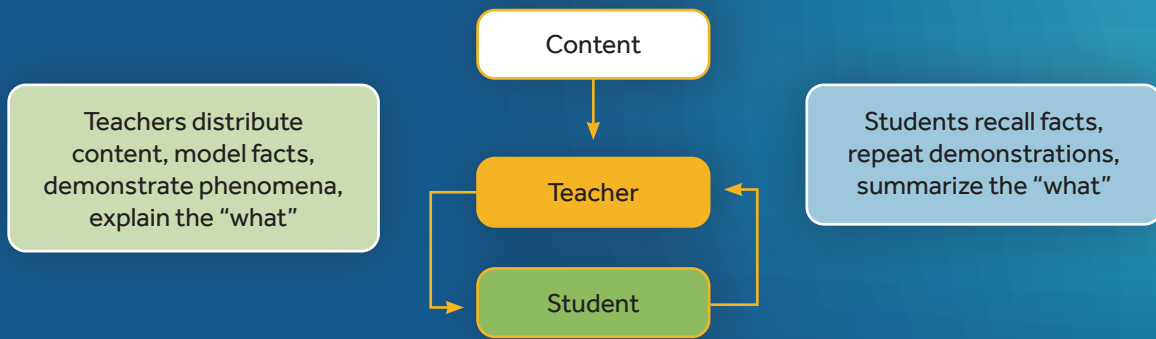 Content
Teachers distribute
content, model facts,
demonstrate phenomena,
explain the “what”
Students recall facts,
repeat demonstrations,
summarize the “what”
Teacher
Student